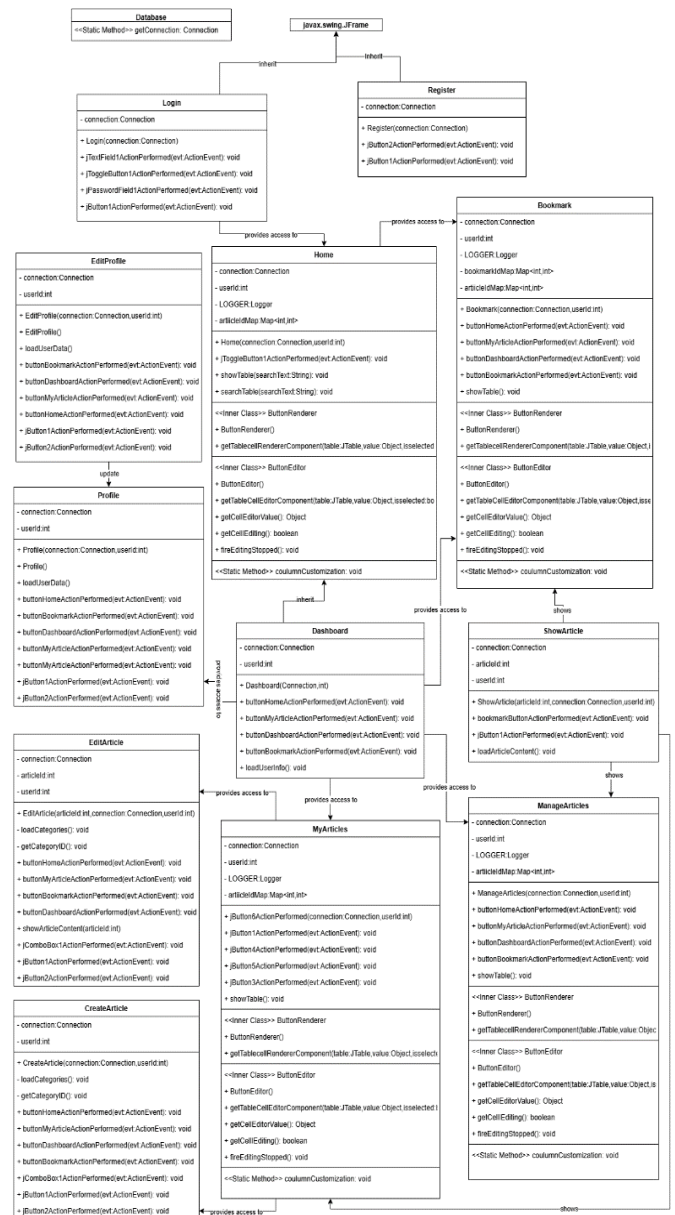 Database
<<Static Method>> getConnection: Connection
javax.swing.JFrame
inherit
Inherit
Login
- connection:Connection
+ Login(connection:Connection)
+ jTextField1ActionPerformed(evt:ActionEvent): void
+ jToggleButton1ActionPerformed(evt:ActionEvent): void
+ jPasswordField1ActionPerformed(evt:ActionEvent): void
+ jButton1ActionPerformed(evt:ActionEvent): void
Register
- connection:Connection
+ Register(connection:Connection)
+ jButton2ActionPerformed(evt:ActionEvent): void
+ jButton1ActionPerformed(evt:ActionEvent): void
provides access to
provides access to
EditProfile
- connection:Connection
- userId:int
+ EditProfile(connection:Connection,userId:int)
+ EditProfile()
+ loadUserData()
+ buttonBookmarkActionPerformed(evt:ActionEvent): void
+ buttonDashboardActionPerformed(evt:ActionEvent): void
+ buttonMyArticleActionPerformed(evt:ActionEvent): void
+ buttonHomeActionPerformed(evt:ActionEvent): void
+ jButton1ActionPerformed(evt:ActionEvent): void
+ jButton2ActionPerformed(evt:ActionEvent): void
update
Home
- connection:Connection
- userId:int
- LOGGER:Logger
- artiicleIdMap:Map<int,int>
+ Home(connection:Connection,userId:int)
+ jToggleButton1ActionPerformed(evt:ActionEvent): void
+ showTable(searchText:String): void
+ searchTable(searchText:String): void
<<Inner Class>> ButtonRenderer
+ ButtonRenderer()
+ getTablecellRendererComponent(table:JTable,value:Object,isselected
<<Inner Class>> ButtonEditor
+ ButtonEditor()
+ getTableCellEditorComponent(table:JTable,value:Object,isselected:bo
+ getCellEditorValue(): Object
+ getCellEditing(): boolean
+ fireEditingStopped(): void
<<Static Method>> coulumnCustomization: void
Bookmark
- connection:Connection
- userId:int
- LOGGER:Logger
- bookmarkIdMap:Map<int,int>
- artiicleIdMap:Map<int,int>
+ Bookmark(connection:Connection,userId:int)
+ buttonHomeActionPerformed(evt:ActionEvent): void
+ buttonMyArticleActionPerformed(evt:ActionEvent): void
+ buttonDashboardActionPerformed(evt:ActionEvent): void
+ buttonBookmarkActionPerformed(evt:ActionEvent): void
+ showTable(): void
<<Inner Class>> ButtonRenderer
+ ButtonRenderer()
+ getTablecellRendererComponent(table:JTable,value:Object,i
<<Inner Class>> ButtonEditor
+ ButtonEditor()
+ getTableCellEditorComponent(table:JTable,value:Object,isse
+ getCellEditorValue(): Object
+ getCellEditing(): boolean
+ fireEditingStopped(): void
<<Static Method>> coulumnCustomization: void
Profile
- connection:Connection
- userId:int
+ Profile(connection:Connection,userId:int)
+ Profile()
+ loadUserData()
+ buttonHomeActionPerformed(evt:ActionEvent): void
+ buttonBookmarkActionPerformed(evt:ActionEvent): void
+ buttonDashboardActionPerformed(evt:ActionEvent): void
+ buttonMyArticleActionPerformed(evt:ActionEvent): void
+ buttonMyArticleActionPerformed(evt:ActionEvent): void
+ jButton1ActionPerformed(evt:ActionEvent): void
+ jButton2ActionPerformed(evt:ActionEvent): void
inherit
provides access to
shows
provides access to
Dashboard
- connection:Connection
- userId:int
+ Dashboard(Connection,int)
+ buttonHomeActionPerformed(evt:ActionEvent): void
+ buttonMyArticleActionPerformed(evt:ActionEvent): void
+ buttonDashboardActionPerformed(evt:ActionEvent): void
+ buttonBookmarkActionPerformed(evt:ActionEvent): void
+ loadUserInfo(): void
ShowArticle
- connection:Connection
- articleId:int
- userId:int
+ ShowArticle(articleId:int,connection:Connection,userId:int)
+ bookmarkButtonActionPerformed(evt:ActionEvent): void
+ jButton1ActionPerformed(evt:ActionEvent): void
+ loadArticleContent(): void
shows
provides access to
provides access to
provides access to
EditArticle
- connection:Connection
- articleId:int
- userId:int
+ EditArticle(articleId:int,connection:Connection,userId:int)
- loadCategories(): void
- getCategoryID(): void
+ buttonHomeActionPerformed(evt:ActionEvent): void
+ buttonMyArticleActionPerformed(evt:ActionEvent): void
+ buttonBookmarkActionPerformed(evt:ActionEvent): void
+ buttonDashboardActionPerformed(evt:ActionEvent): void
+ showArticleContent(articleId:int)
+ jComboBox1ActionPerformed(evt:ActionEvent): void
+ jButton1ActionPerformed(evt:ActionEvent): void
+ jButton2ActionPerformed(evt:ActionEvent): void
MyArticles
- connection:Connection
- userId:int
- LOGGER:Logger
- artiicleIdMap:Map<int,int>
+ jButton6ActionPerformed(connection:Connection,userId:int)
+ jButton1ActionPerformed(evt:ActionEvent): void
+ jButton4ActionPerformed(evt:ActionEvent): void
+ jButton5ActionPerformed(evt:ActionEvent): void
+ jButton3ActionPerformed(evt:ActionEvent): void
+ showTable(): void
<<Inner Class>> ButtonRenderer
+ ButtonRenderer()
+ getTablecellRendererComponent(table:JTable,value:Object,isselecte
<<Inner Class>> ButtonEditor
+ ButtonEditor()
+ getTableCellEditorComponent(table:JTable,value:Object,isselected:
+ getCellEditorValue(): Object
+ getCellEditing(): boolean
+ fireEditingStopped(): void
<<Static Method>> coulumnCustomization: void
ManageArticles
- connection:Connection
- userId:int
- LOGGER:Logger
- artiicleIdMap:Map<int,int>
+ ManageArticles(connection:Connection,userId:int)
+ buttonHomeActionPerformed(evt:ActionEvent): void
+ buttonMyArticleActionPerformed(evt:ActionEvent): void
+ buttonDashboardActionPerformed(evt:ActionEvent): void
+ buttonBookmarkActionPerformed(evt:ActionEvent): void
+ showTable(): void
<<Inner Class>> ButtonRenderer
+ ButtonRenderer()
+ getTablecellRendererComponent(table:JTable,value:Objec
<<Inner Class>> ButtonEditor
+ ButtonEditor()
+ getTableCellEditorComponent(table:JTable,value:Object,is
+ getCellEditorValue(): Object
+ getCellEditing(): boolean
+ fireEditingStopped(): void
<<Static Method>> coulumnCustomization: void
CreateArticle
- connection:Connection
- userId:int
+ CreateArticle(connection:Connection,userId:int)
- loadCategories(): void
- getCategoryID(): void
+ buttonHomeActionPerformed(evt:ActionEvent): void
+ buttonMyArticleActionPerformed(evt:ActionEvent): void
+ buttonDashboardActionPerformed(evt:ActionEvent): void
+ buttonBookmarkActionPerformed(evt:ActionEvent): void
+ jComboBox1ActionPerformed(evt:ActionEvent): void
+ jButton1ActionPerformed(evt:ActionEvent): void
+ jButton2ActionPerformed(evt:ActionEvent): void
provides access to
shows